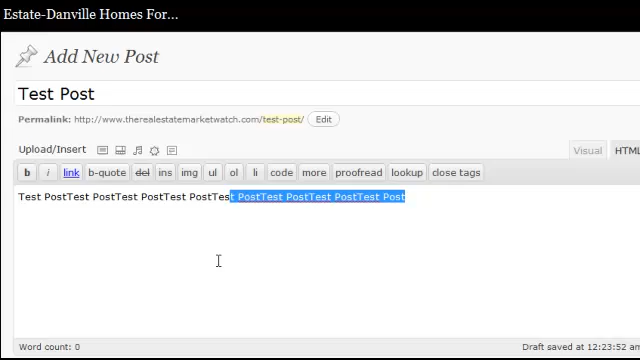 Estate-Danville Homes For...
Add New Post
Test Post
Permalink: http://www.therealestatemarketwatch.com/test-post/ Edit
Upload/Insert Visual HTML
b i link b-quote del ins img ul ol li code more proofread lookup close tags
Test PostTest PostTest PostTest PostTest PostTest PostTest PostTest Post
Word count: 0 Draft saved at 12:23:52 am